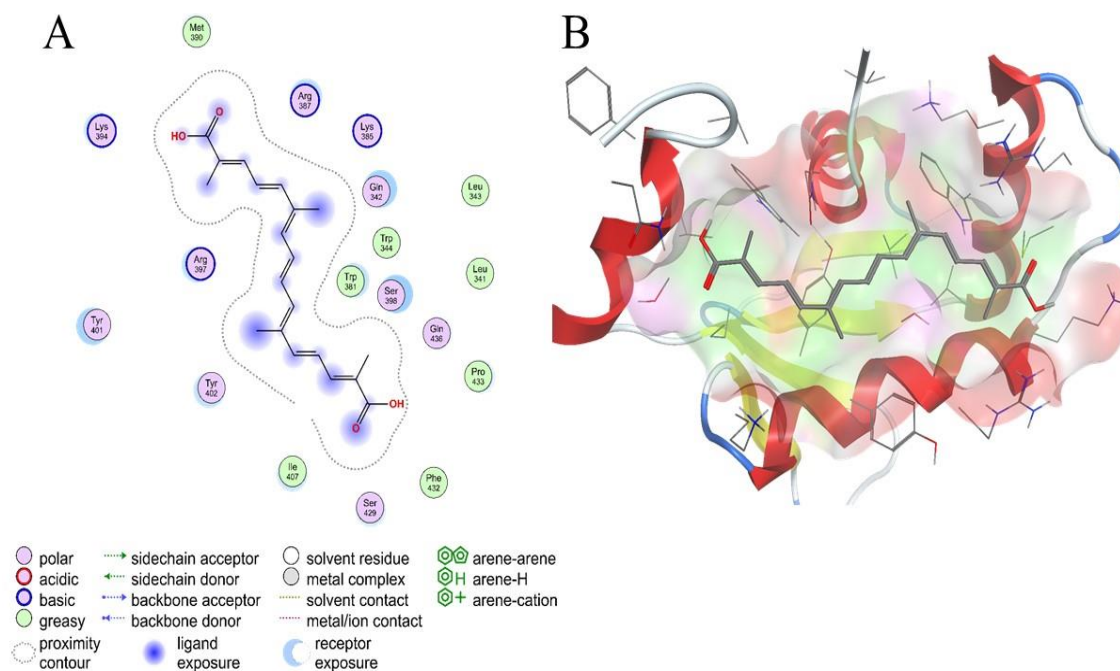 A
B
Met
390
Arg
387
Lys
394
Lys
385
HO
O
Gln
342
Leu
343
Trp
344
Arg
397
Trp
381
Ser
398
Leu
341
Tyr
401
Gln
436
Pro
433
Tyr
402
OH
O
Ile
407
Phe
432
Ser
429
polar
acidic
basic
greasy
proximity
contour
sidechain acceptor
sidechain donor
backbone acceptor
backbone donor
ligand
exposure
solvent residue
metal complex
solvent contact
metal/ion contact
receptor
exposure
arene-arene
H arene-H
+ arene-cation